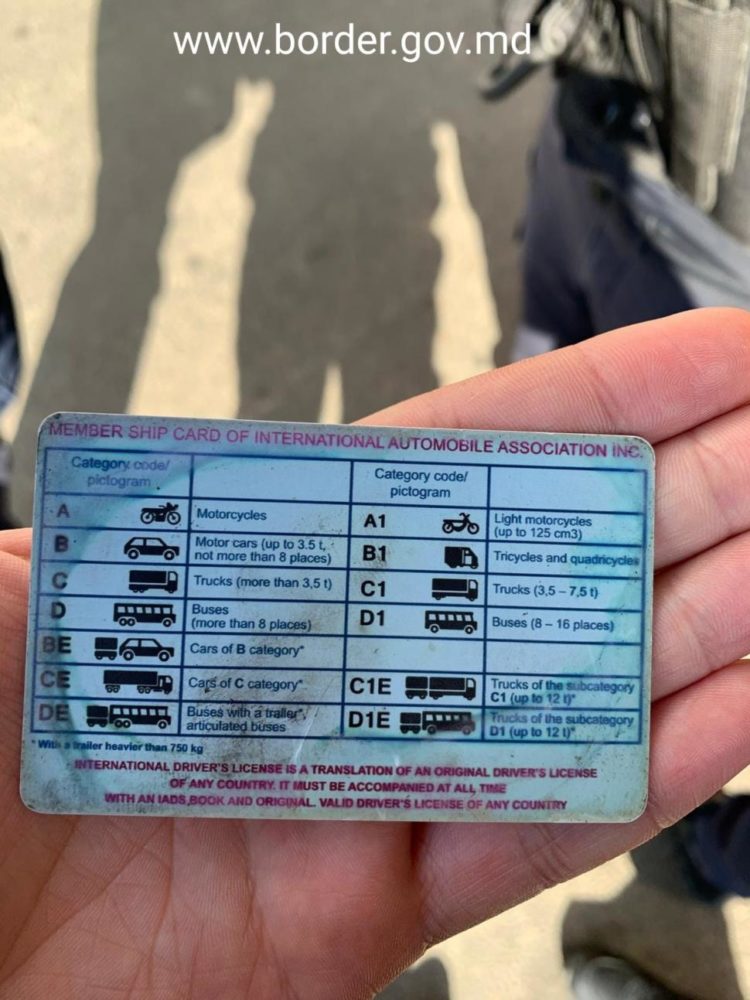 www.border.gov.md
MEMBER SHIP CARD OF INTERNATIONAL AUTOMOBILE ASSOCIATION INC.
Category code/
pictogram
A Motorcycles
B Motor cars (up to 3.5 t,
not more than 8 places)
C Trucks (more than 3,5 t)
D Buses
(more than 8 places)
BE Cars of B category*
CE Cars of C category*
DE Buses with a trailer*,
articulated buses
Category code/
pictogram
A1 Light motorcycles
(up to 125 cm3)
B1 Tricycles and quadricycles
C1 Trucks (3,5 – 7,5 t)
D1 Buses (8 – 16 places)
C1E Trucks of the subcategory
C1 (up to 12 t)*
D1E Trucks of the subcategory
D1 (up to 12 t)*
* With a trailer heavier than 750 kg
INTERNATIONAL DRIVER'S LICENSE IS A TRANSLATION OF AN ORIGINAL DRIVER'S LICENSE
OF ANY COUNTRY. IT MUST BE ACCOMPANIED AT ALL TIME
WITH AN IADS,BOOK AND ORIGINAL. VALID DRIVER'S LICENSE OF ANY COUNTRY